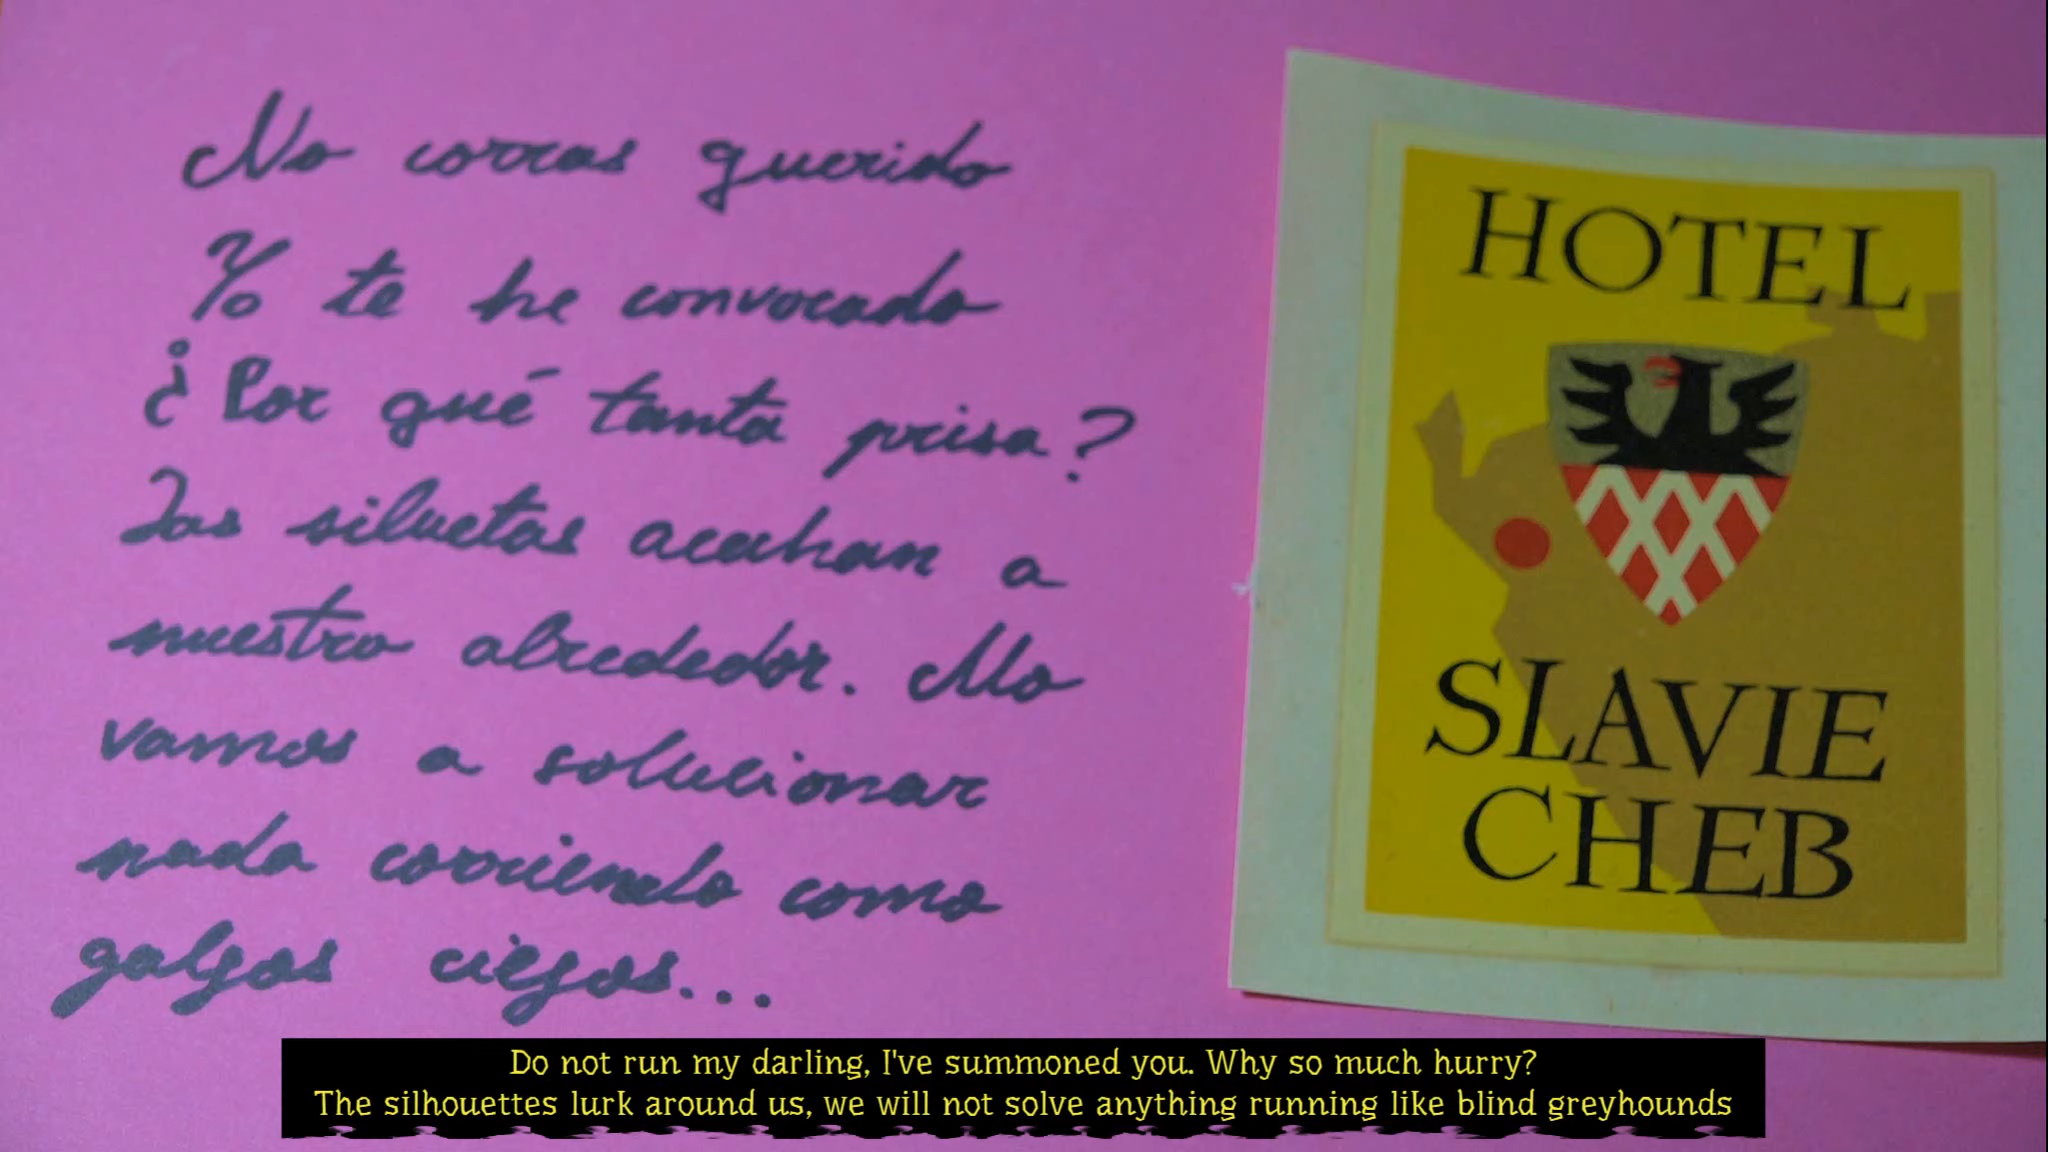 No corras querido
Yo te he convocado
¿Por qué tanta prisa?
Las siluetas acechan a
nuestro alrededor. No
vamos a solucionar
nada corriendo como
galgos ciegos...
HOTEL
SLAVIE
CHEB
Do not run my darling, I've summoned you. Why so much hurry?
The silhouettes lurk around us, we will not solve anything running like blind greyhounds